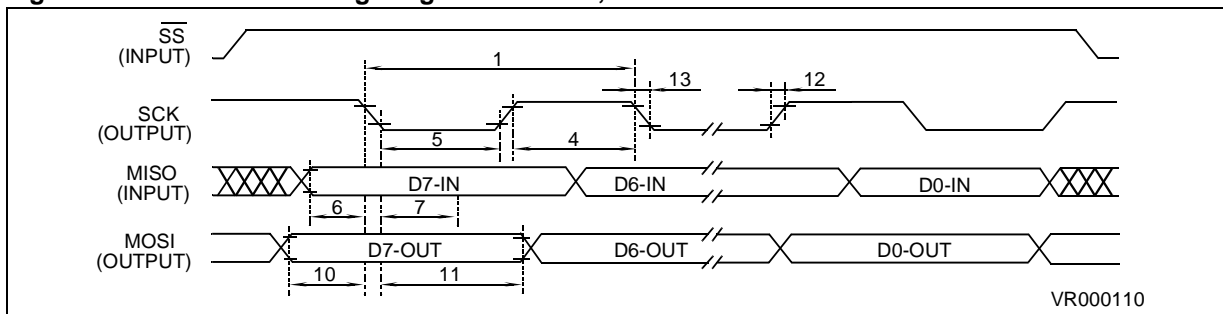 SS
(INPUT)
1
13
12
SCK
(OUTPUT)
5
4
MISO
(INPUT)
D7-IN
D6-IN
D0-IN
6
7
MOSI
(OUTPUT)
D7-OUT
D6-OUT
D0-OUT
10
11
VR000110